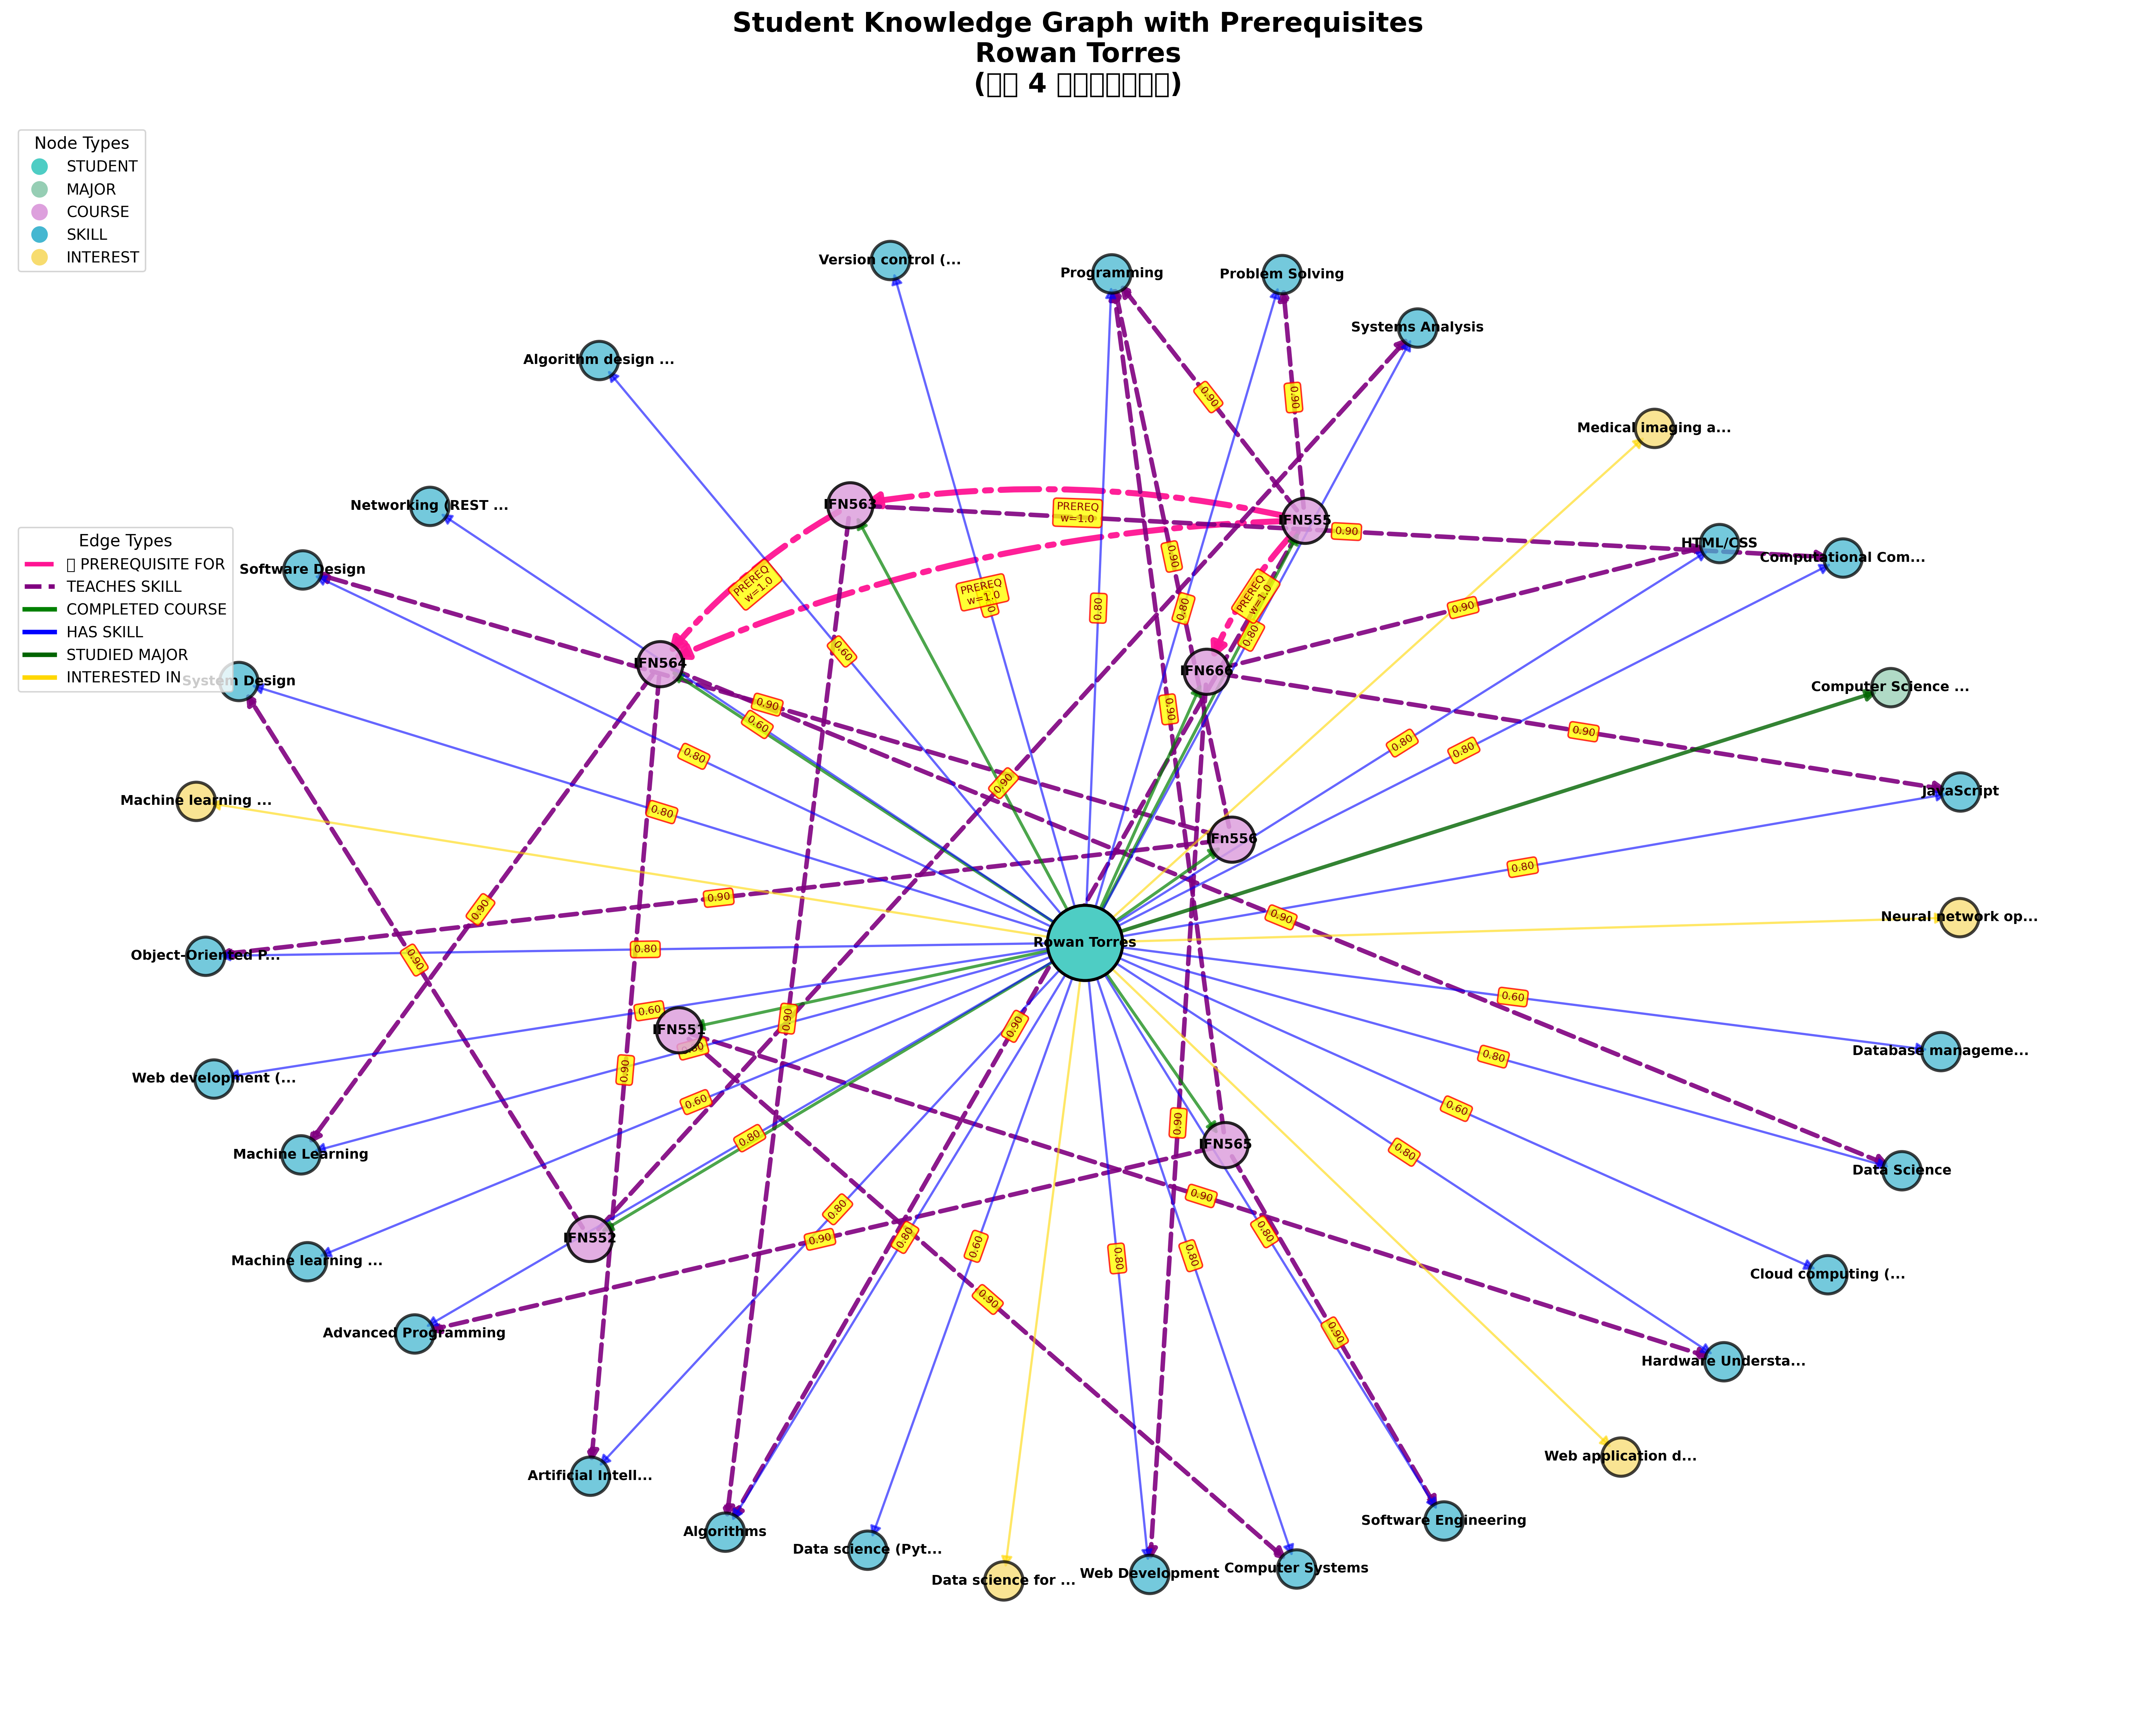 Student Knowledge Graph with Prerequisites
Rowan Torres
( 4 )
Node Types
STUDENT
MAJOR
COURSE
SKILL
INTEREST
Version control (...
Programming
Problem Solving
Systems Analysis
Algorithm design ...
Medical imaging a...
0.90
0.90
Networking (REST ...
IFN563
PREREQ
w=1.0
IFN555
0.90
HTML/CSS
Computational Com...
Edge Types
PREREQUISITE FOR
TEACHES SKILL
COMPLETED COURSE
HAS SKILL
STUDIED MAJOR
INTERESTED IN
Software Design
0.90
PREREQ
w=1.0
PREREQ
w=1.0
PREREQ
w=1.0
0.80
0.80
0.90
0.80
0.60
IFN564
IFN666
System Design
Computer Science ...
0.90
0.60
0.90
0.90
0.80
0.80
0.80
0.90
JavaScript
Machine learning ...
0.80
IFn556
0.80
0.90
0.90
0.90
Neural network op...
Rowan Torres
Object-Oriented P...
0.80
0.90
0.60
0.60
0.90
0.90
IFN551
Database manageme...
0.80
0.90
Web development (...
0.60
0.60
0.90
0.80
IFN565
0.80
Machine Learning
Data Science
0.90
0.80
0.80
0.90
0.80
IFN552
0.60
0.80
0.80
0.80
Machine learning ...
Cloud computing (...
0.90
Advanced Programming
0.90
Hardware Understa...
Web application d...
Artificial Intell...
Algorithms
Software Engineering
Data science (Pyt...
Data science for ...
Web Development
Computer Systems